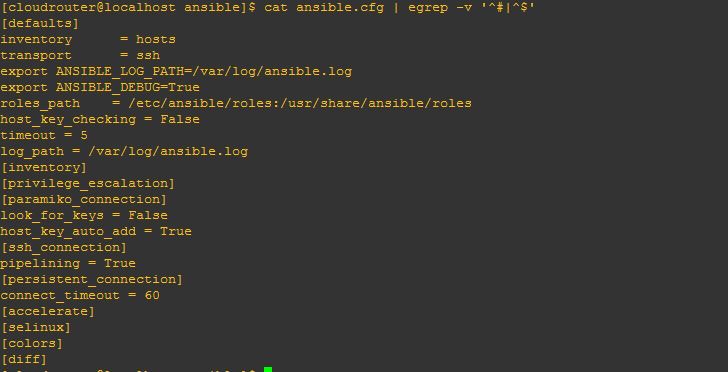 [cloudrouter@localhost ansible]$ cat ansible.cfg | egrep -v '^#|^$'
[defaults]
inventory      = hosts
transport      = ssh
export ANSIBLE_LOG_PATH=/var/log/ansible.log
export ANSIBLE_DEBUG=True
roles_path    = /etc/ansible/roles:/usr/share/ansible/roles
host_key_checking = False
timeout = 5
log_path = /var/log/ansible.log
[inventory]
[privilege_escalation]
[paramiko_connection]
look_for_keys = False
host_key_auto_add = True
[ssh_connection]
pipelining = True
[persistent_connection]
connect_timeout = 60
[accelerate]
[selinux]
[colors]
[diff]